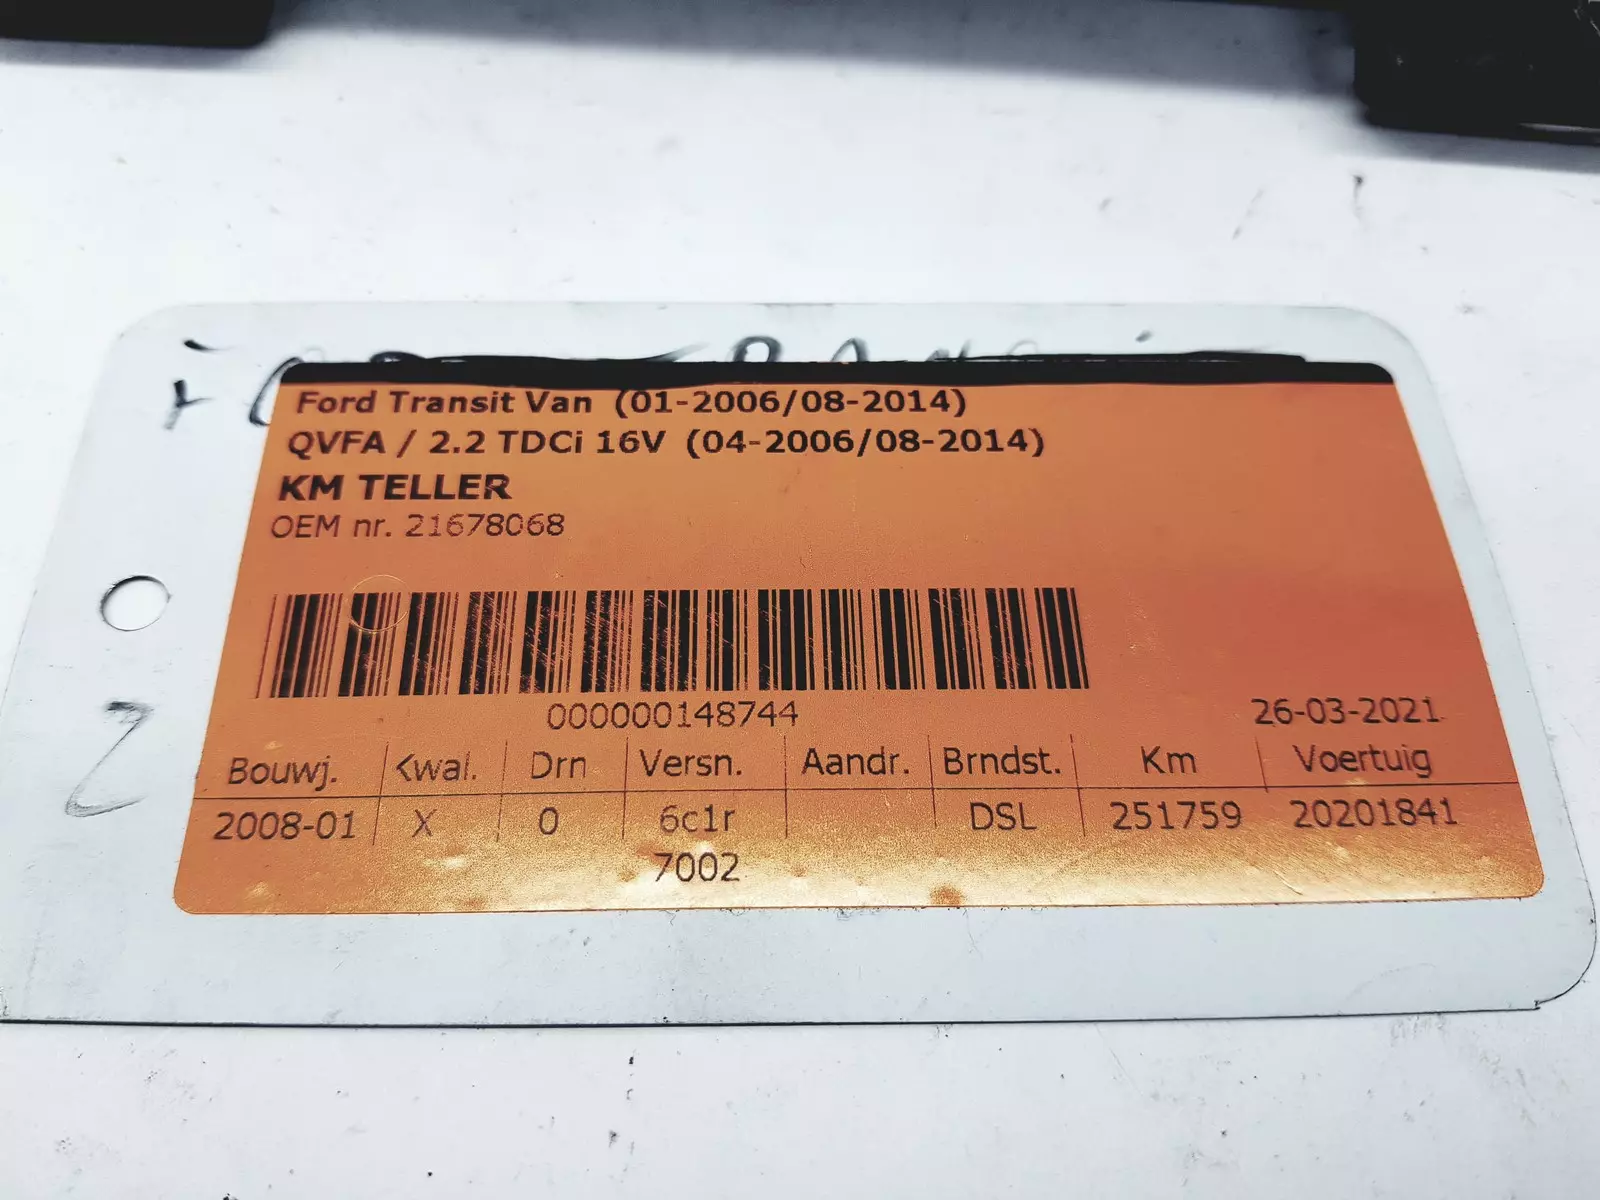 Ford Transit Van (01-2006/08-2014)
QVFA / 2.2 TDCi 16V (04-2006/08-2014)
KM TELLER
OEM nr. 21678068
000000148744
26-03-2021
Bouwj. Kwal. Drn Versn. Aandr. Brndst. Km Voertuig
2008-01 X 0 6c1r DSL 251759 20201841
7002
2